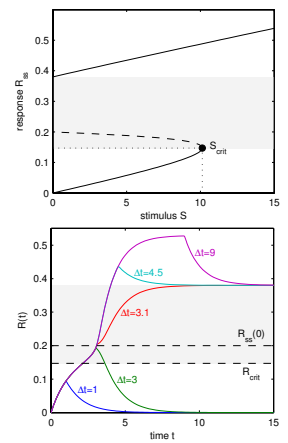 0.6
0.5
0.4
0.3
0.2
0.1
0
response R_ss
S_crit
0
5
10
15
stimulus S
0.5
0.4
0.3
0.2
0.1
0
R(t)
Δt=9
Δt=4.5
Δt=3.1
R_ss(0)
R_crit
Δt=1
Δt=3
0
5
10
15
time t